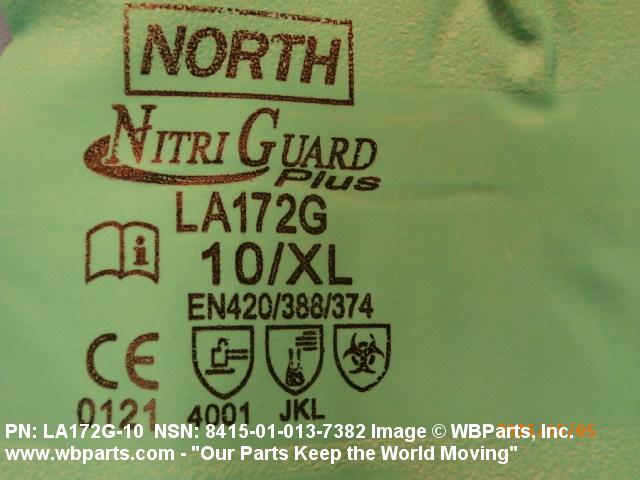 NORTH
NITRI GUARD
Plus
LA172G
i
10/XL
EN420/388/374
CE
0121 4001 JKL
PN: LA172G-10 NSN: 8415-01-013-7382 Image © WBParts, Inc.
www.wbparts.com - "Our Parts Keep the World Moving"